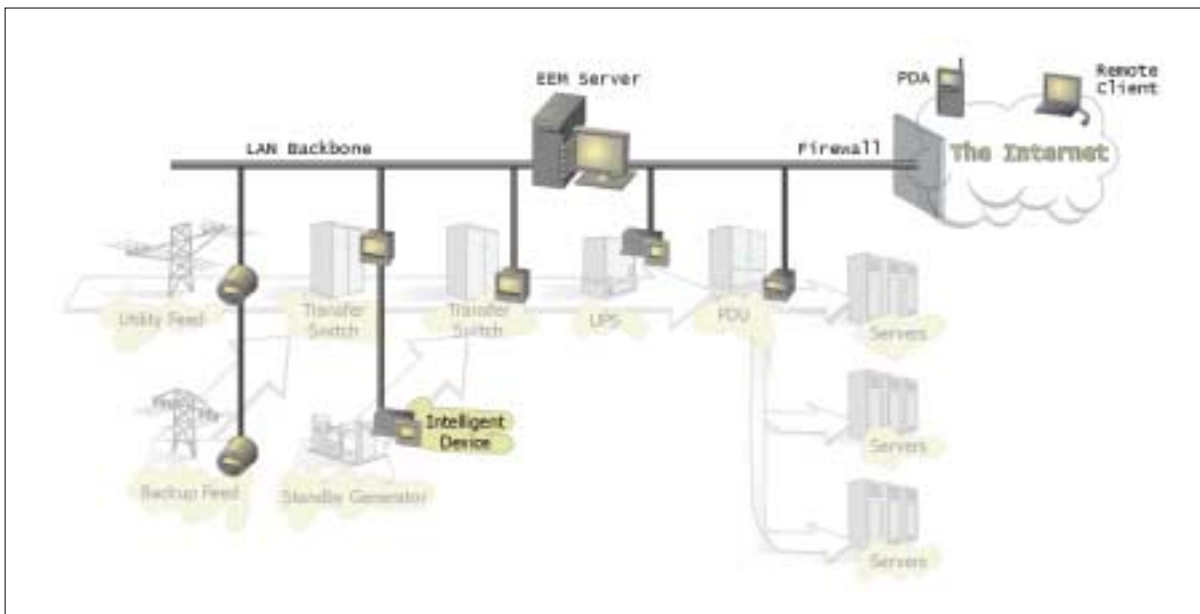 EEM Server
PDA
Remote
Client
LAN Backbone
Firewall
The Internet
Utility Feed
Transfer
Switch
Transfer
Switch
UPS
PDU
Servers
Intelligent
Device
Servers
Backup Feed
Standby Generator
Servers